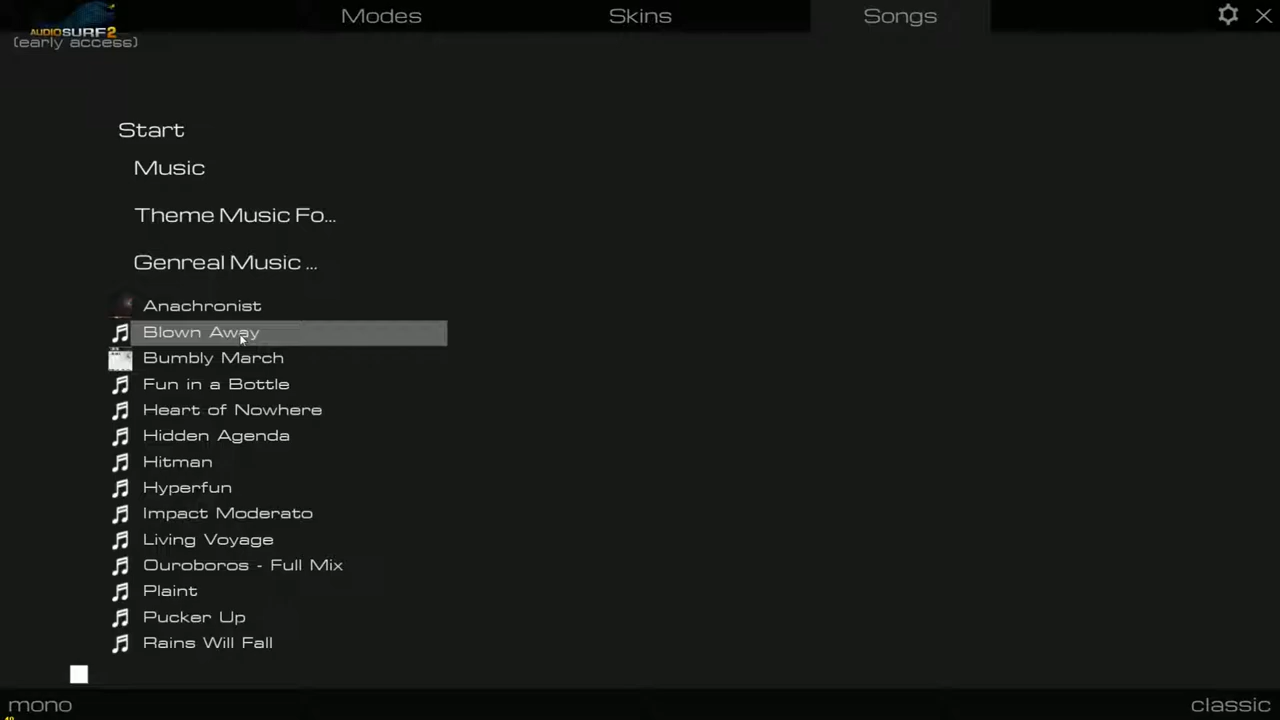 AUDIOSURF2
(early access)
Modes
Skins
Songs
Start
Music
Theme Music Fo...
Genreal Music ...
Anachronist
Blown Away
Bumbly March
Fun in a Bottle
Heart of Nowhere
Hidden Agenda
Hitman
Hyperfun
Impact Moderato
Living Voyage
Ouroboros - Full Mix
Plaint
Pucker Up
Rains Will Fall
mono
classic